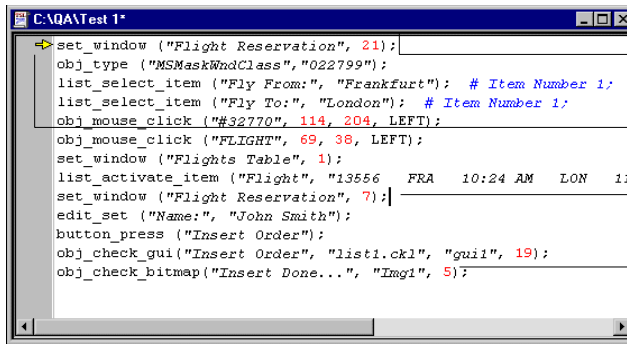 C:\QA\Test 1*
set_window ("Flight Reservation", 21);
obj_type ("MSMaskWndClass","022799");
list_select_item ("Fly From:", "Frankfurt");  # Item Number 1;
list_select_item ("Fly To:", "London");  # Item Number 1;
obj_mouse_click ("#32770", 114, 204, LEFT);
obj_mouse_click ("FLIGHT", 69, 38, LEFT);
set_window ("Flights Table", 1);
list_activate_item ("Flight", "13556   FRA   10:24 AM   LON   11
set_window ("Flight Reservation", 7);
edit_set ("Name:", "John Smith");
button_press ("Insert Order");
obj_check_gui("Insert Order", "list1.ckl", "gui1", 19);
obj_check_bitmap("Insert Done...", "Img1", 5);